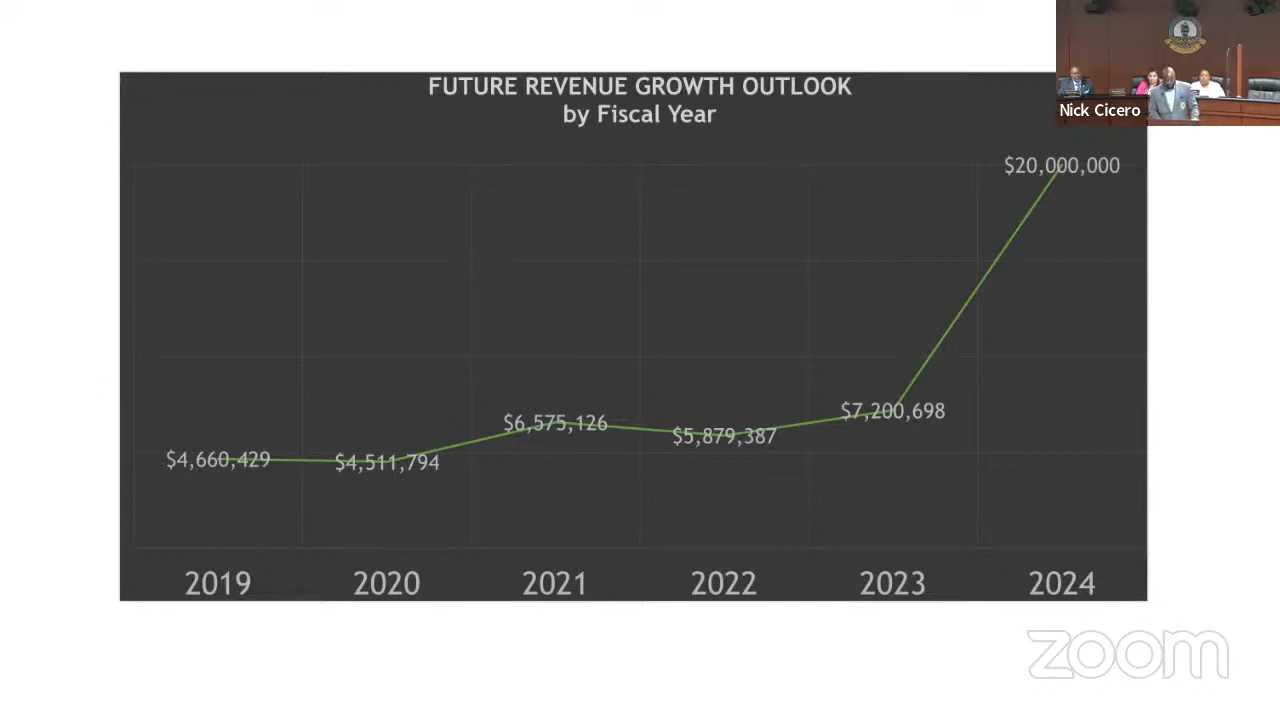 FUTURE REVENUE GROWTH OUTLOOK
by Fiscal Year
Nick Cicero
$20,000,000
$7,200,698
$6,575,126
$5,879,387
$4,660,429
$4,511,794
2019 2020 2021 2022 2023 2024
zoom